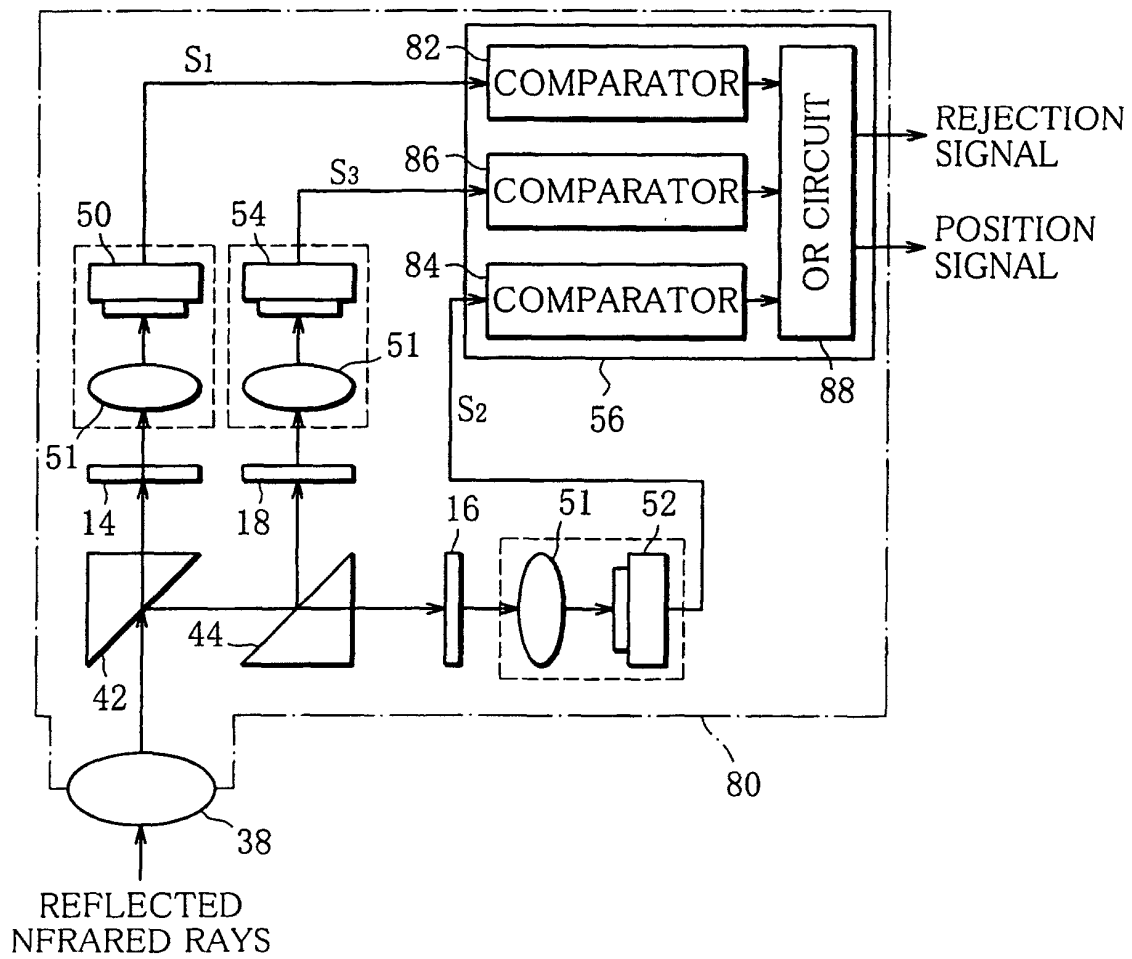 S1
82
COMPARATOR
86
COMPARATOR
84
COMPARATOR
OR CIRCUIT
REJECTION
SIGNAL
POSITION
SIGNAL
S3
50
54
51
51
S2
56
88
14
18
16
51
52
42
44
80
38
REFLECTED
NFRARED RAYS